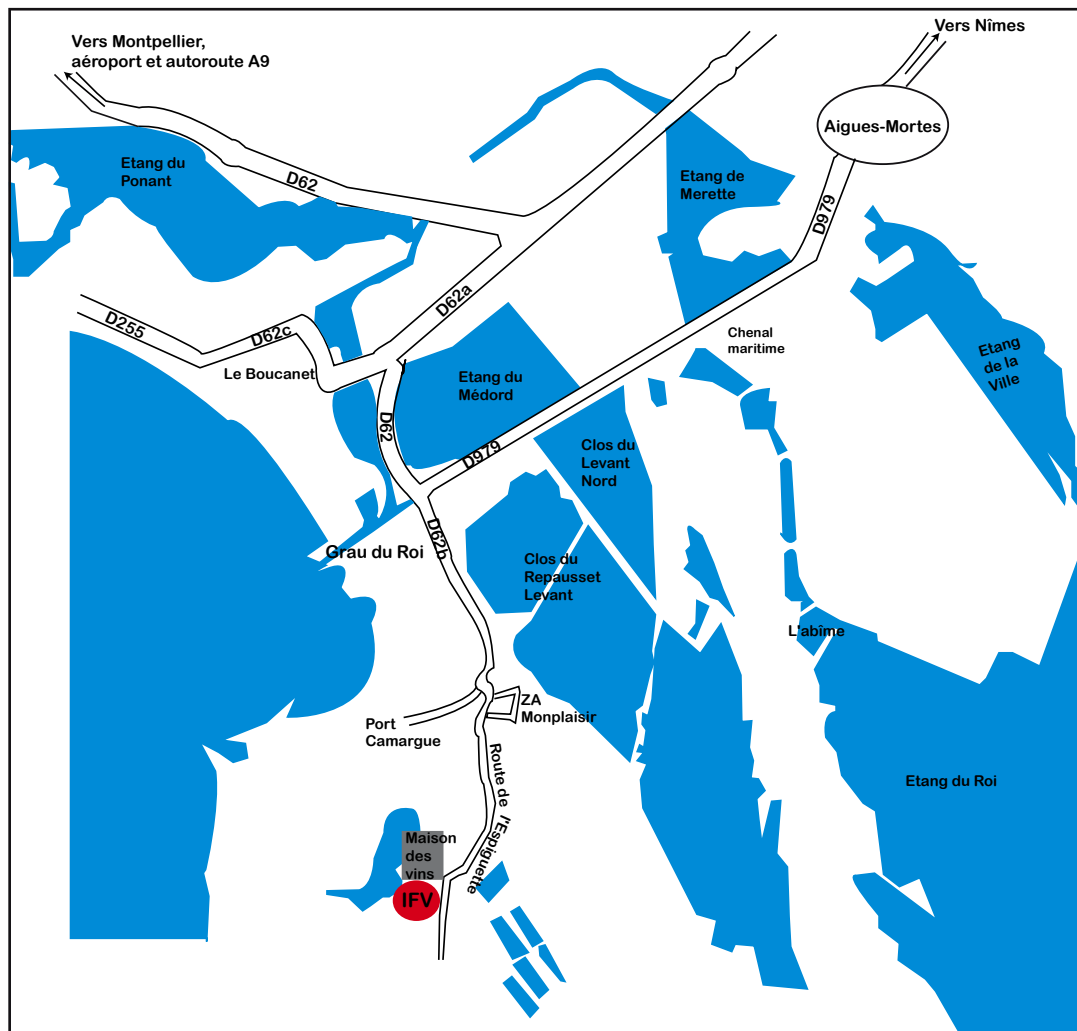 Vers Nîmes
Vers Montpellier,
aéroport et autoroute A9
Aigues-Mortes
Etang du
Ponant
D62
Etang de
Merette
D979
D62a
D255
D62c
Chenal
maritime
Etang
de la
Ville
Le Boucanet
Etang du
Médord
D62
D979
Clos du
Levant
Nord
D62b
Grau du Roi
Clos du
Repausset
Levant
L'abîme
ZA
Monplaisir
Port
Camargue
Route de
l'Espiguette
Etang du Roi
Maison
des
vins
IFV